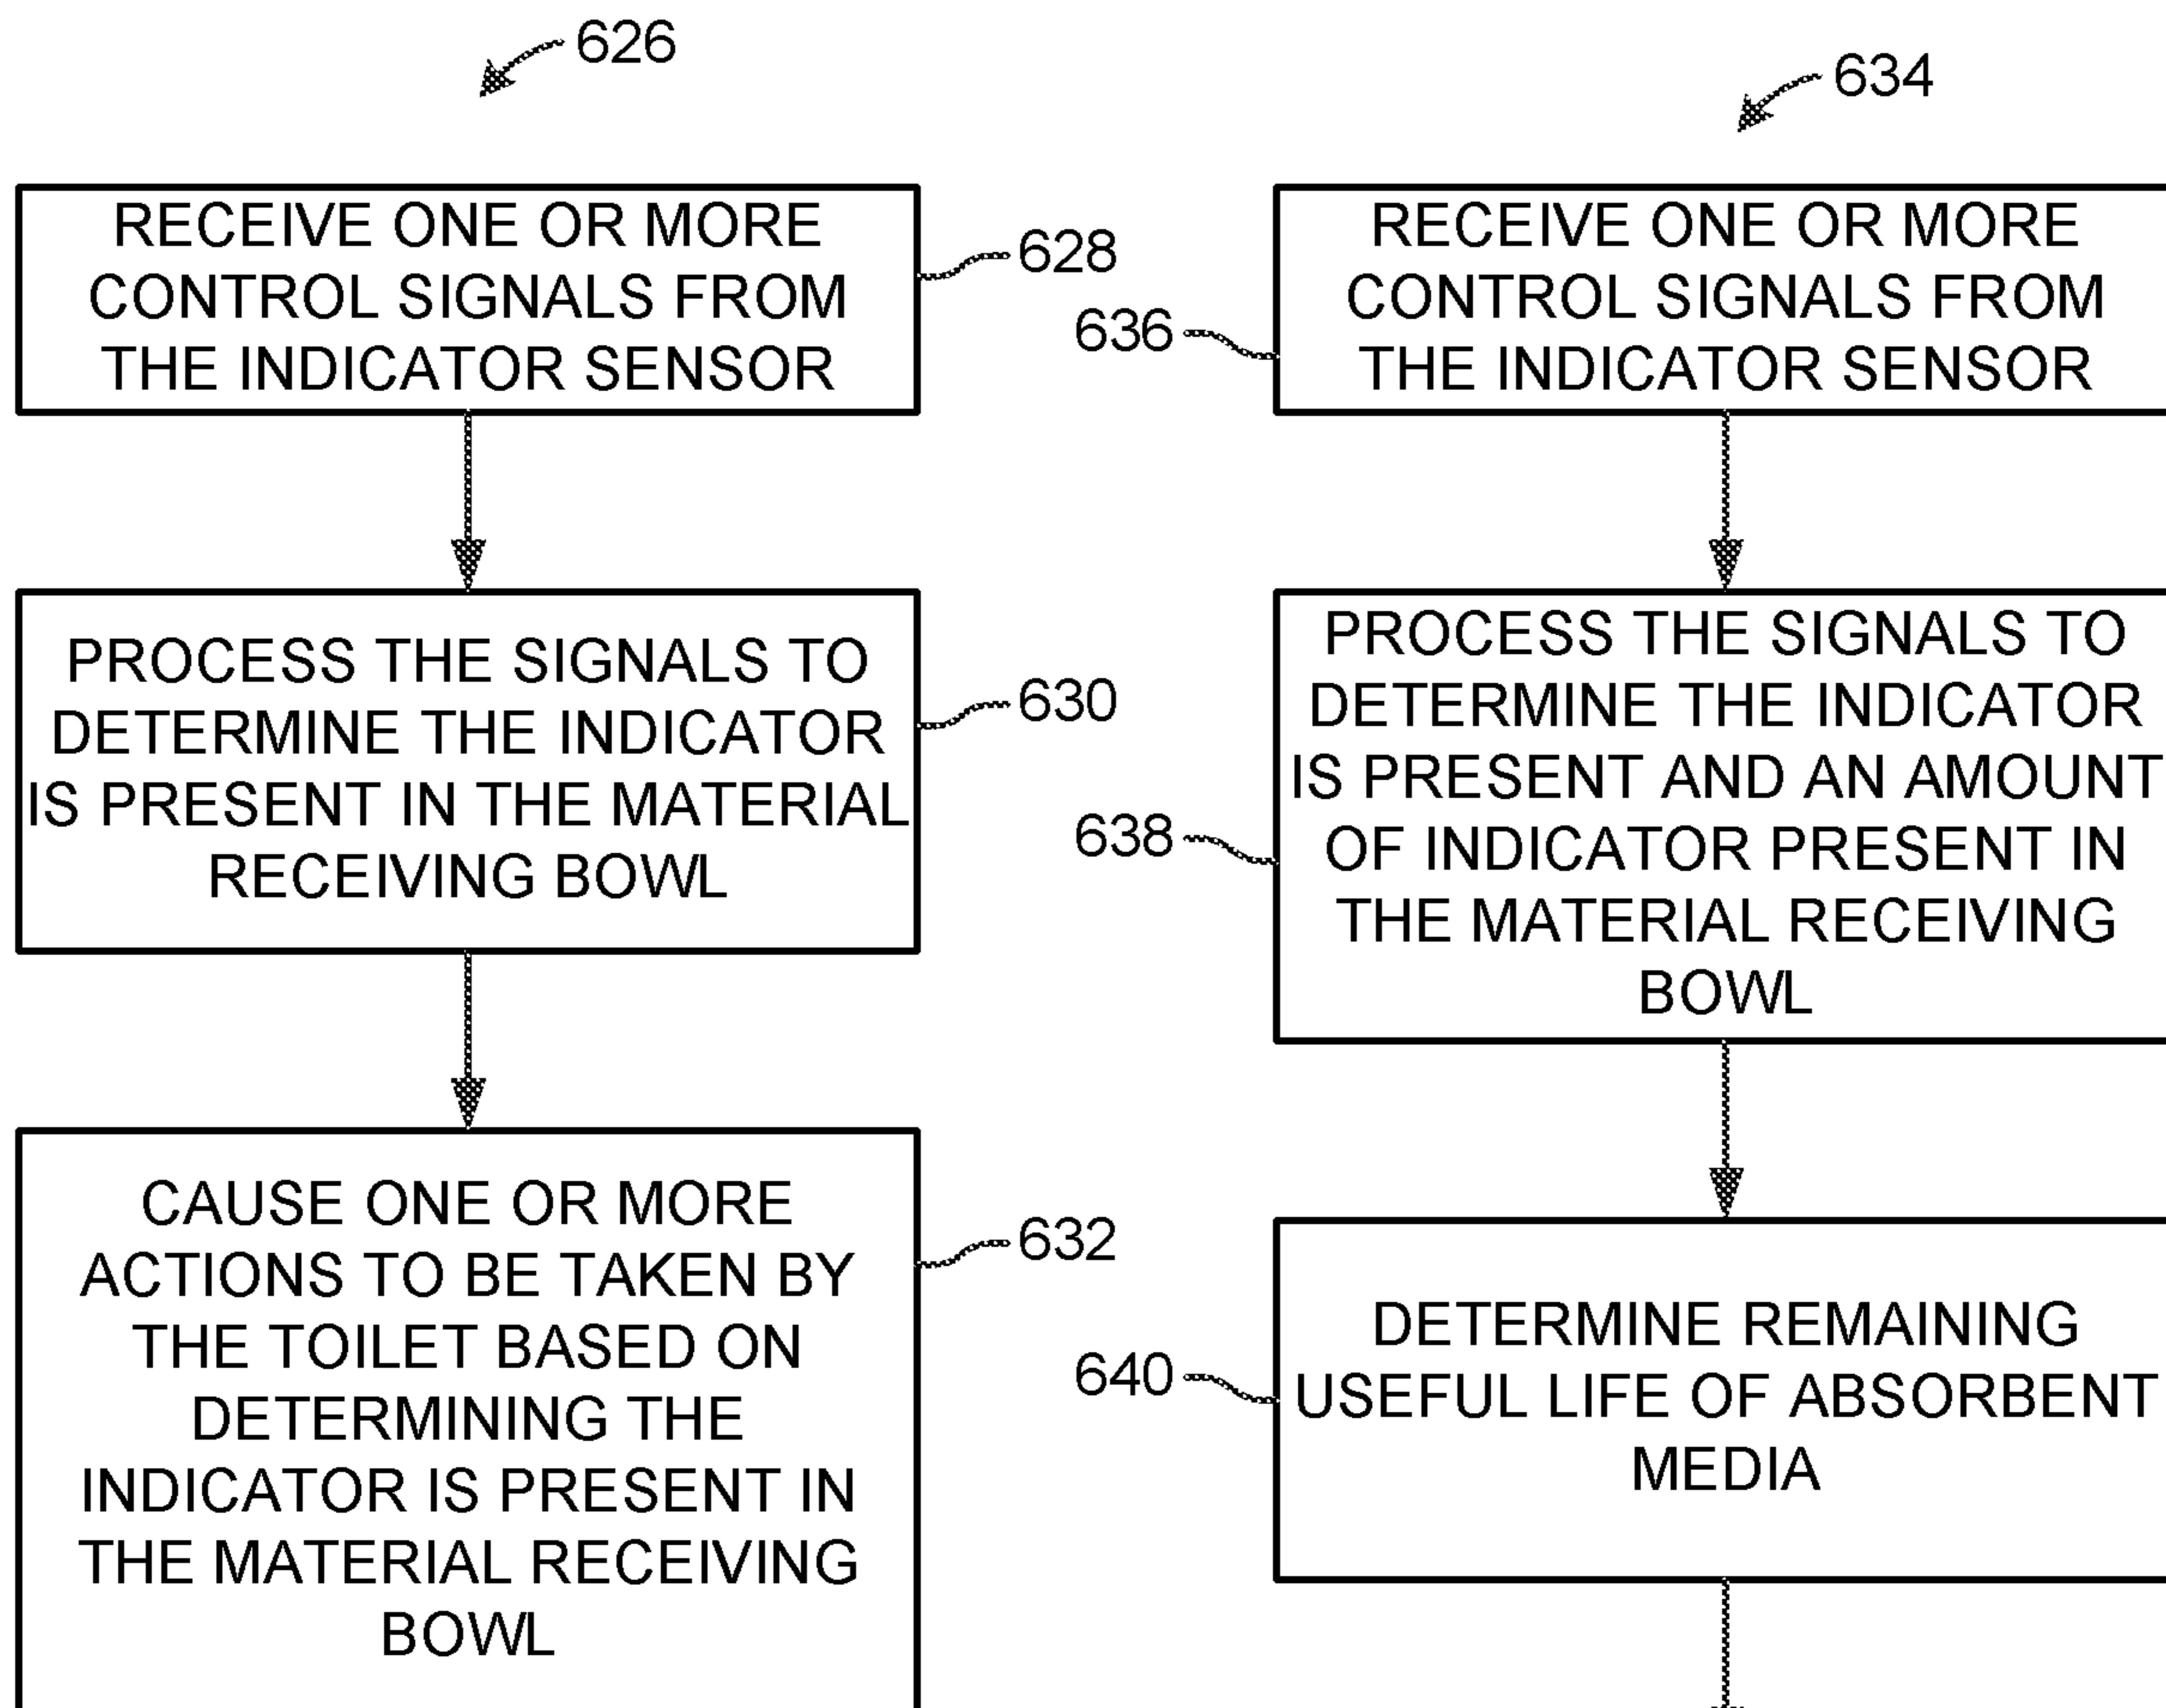 626
RECEIVE ONE OR MORE
CONTROL SIGNALS FROM
THE INDICATOR SENSOR
628
PROCESS THE SIGNALS TO
DETERMINE THE INDICATOR
IS PRESENT IN THE MATERIAL
RECEIVING BOWL
630
CAUSE ONE OR MORE
ACTIONS TO BE TAKEN BY
THE TOILET BASED ON
DETERMINING THE
INDICATOR IS PRESENT IN
THE MATERIAL RECEIVING
BOWL
632
634
RECEIVE ONE OR MORE
CONTROL SIGNALS FROM
THE INDICATOR SENSOR
636
PROCESS THE SIGNALS TO
DETERMINE THE INDICATOR
IS PRESENT AND AN AMOUNT
OF INDICATOR PRESENT IN
THE MATERIAL RECEIVING
BOWL
638
DETERMINE REMAINING
USEFUL LIFE OF ABSORBENT
MEDIA
640